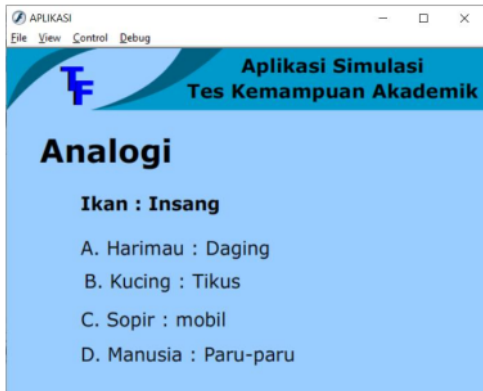 APLIKASI
File View Control Debug
TF
Aplikasi Simulasi
Tes Kemampuan Akademik
Analogi
Ikan : Insang
A. Harimau : Daging
B. Kucing : Tikus
C. Sopir : mobil
D. Manusia : Paru-paru